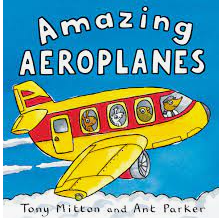 Amazing
AEROPLANES
Tony Mitton and Ant Parker